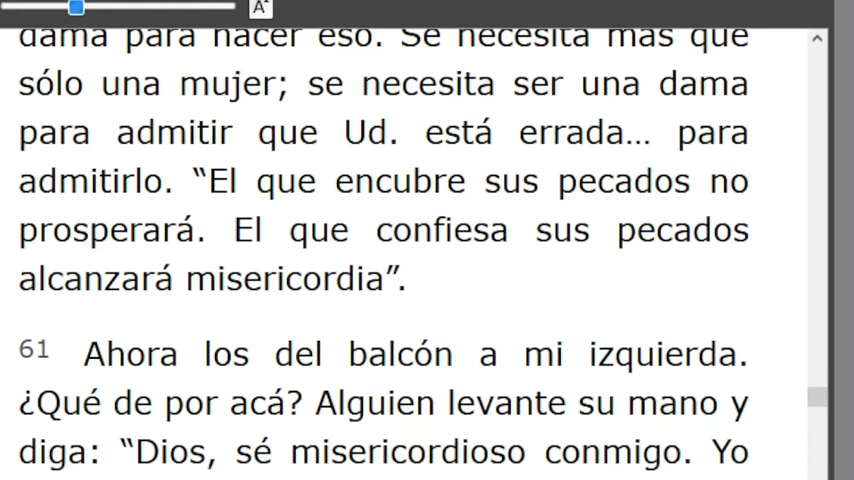 A
dama para hacer eso. Se necesita más que
sólo una mujer; se necesita ser una dama
para admitir que Ud. está errada… para
admitirlo. “El que encubre sus pecados no
prosperará. El que confiesa sus pecados
alcanzará misericordia”.
61 Ahora los del balcón a mi izquierda.
¿Qué de por acá? Alguien levante su mano y
diga: “Dios, sé misericordioso conmigo. Yo